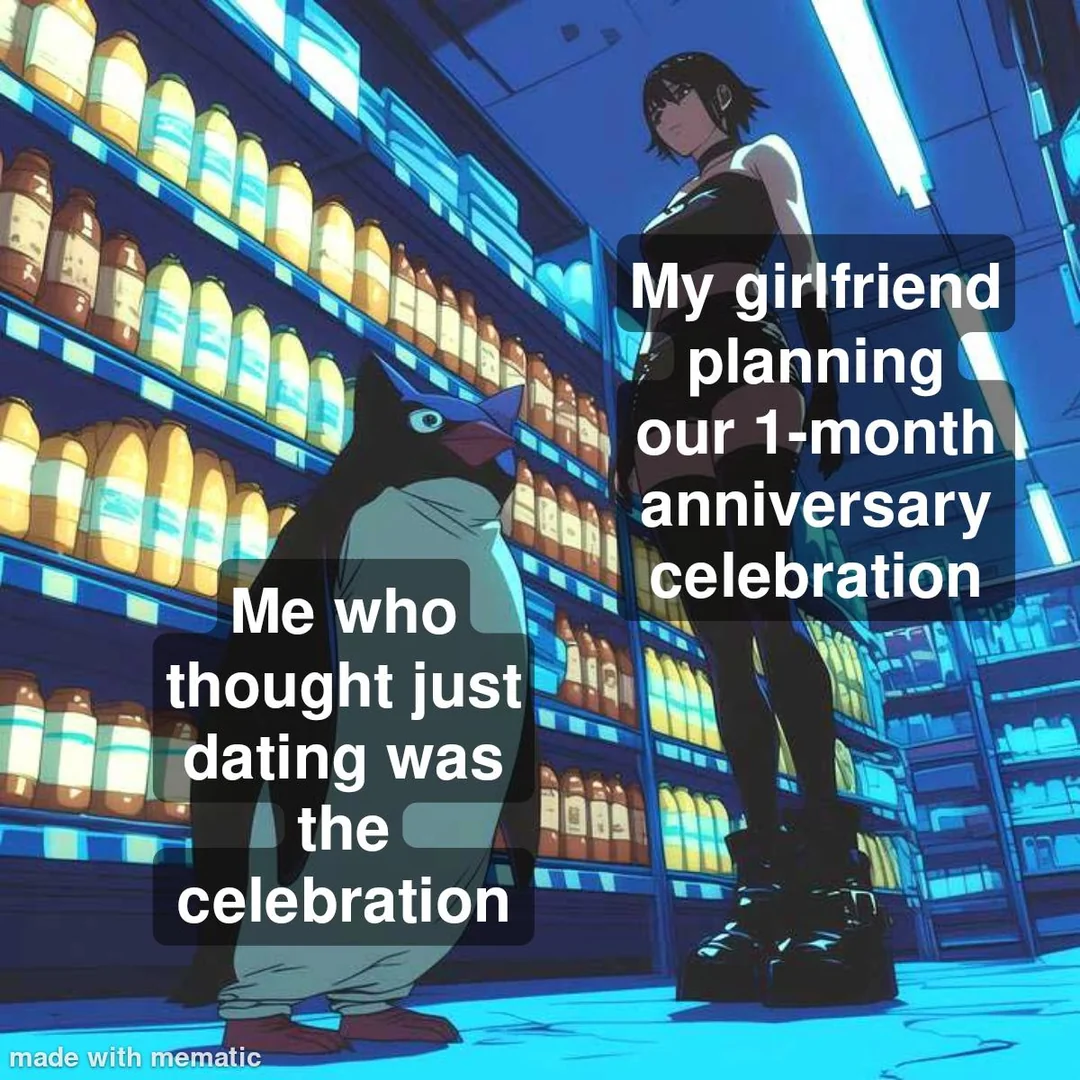 My girlfriend
planning
our 1-month
anniversary
celebration
Me who
thought just
dating was
the
celebration
made with mematic